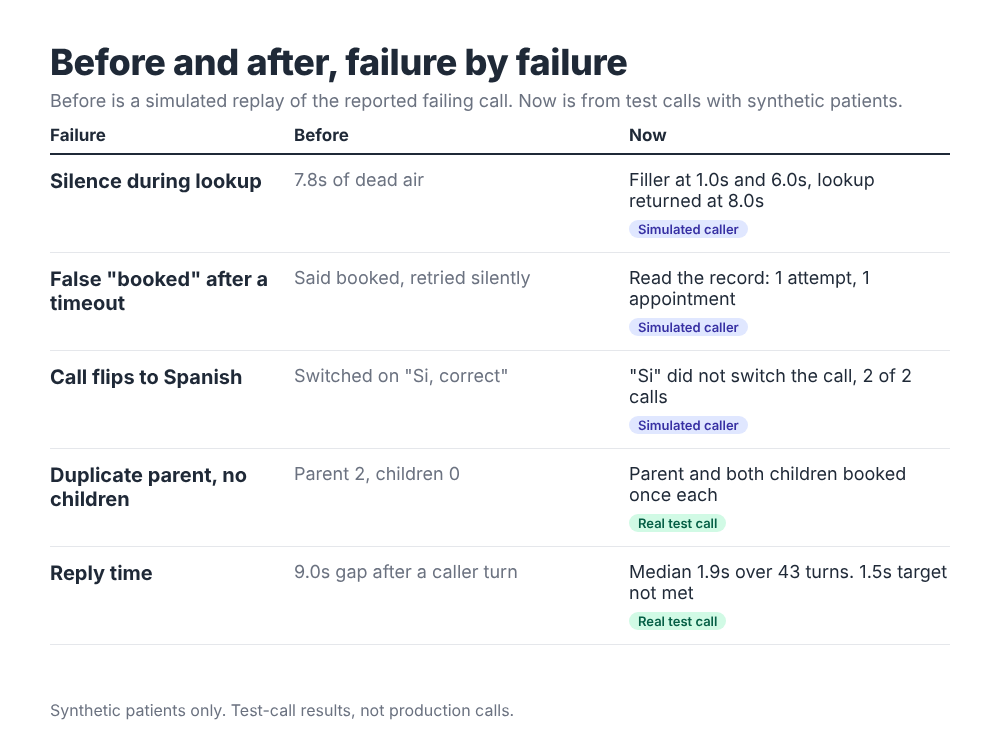 Before and after, failure by failure
Before is a simulated replay of the reported failing call. Now is from test calls with synthetic patients.
Failure Before Now
Silence during lookup 7.8s of dead air Filler at 1.0s and 6.0s, lookup
returned at 8.0s
Simulated caller
False "booked" after a Said booked, retried silently Read the record: 1 attempt, 1
timeout appointment
Simulated caller
Call flips to Spanish Switched on "Si, correct" "Si" did not switch the call, 2 of 2
calls
Simulated caller
Duplicate parent, no Parent 2, children 0 Parent and both children booked
children once each
Real test call
Reply time 9.0s gap after a caller turn Median 1.9s over 43 turns. 1.5s target
not met
Real test call
Synthetic patients only. Test-call results, not production calls.